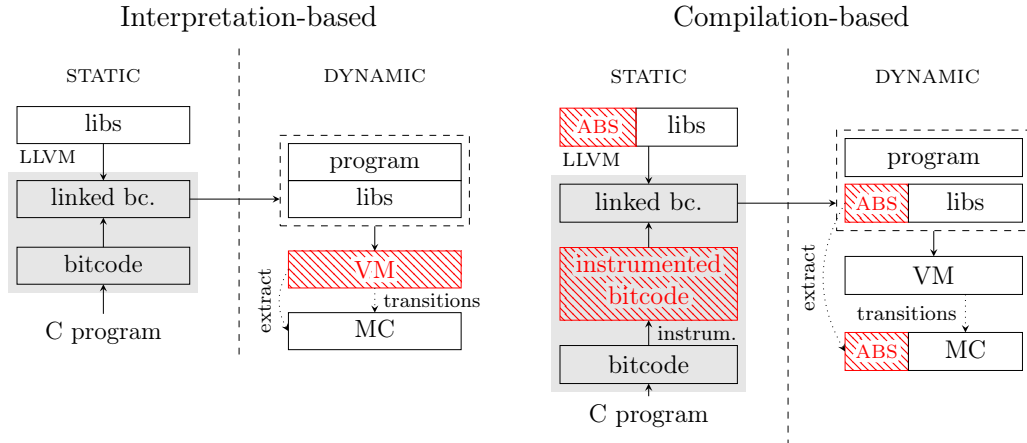 Interpretation-based
STATIC
DYNAMIC
libs
LLVM
program
linked bc.
libs
bitcode
VM
extract
transitions
C program
MC
Compilation-based
STATIC
DYNAMIC
ABS libs
LLVM
program
linked bc.
ABS libs
instrumented
bitcode
VM
extract
transitions
instrum.
ABS MC
bitcode
C program